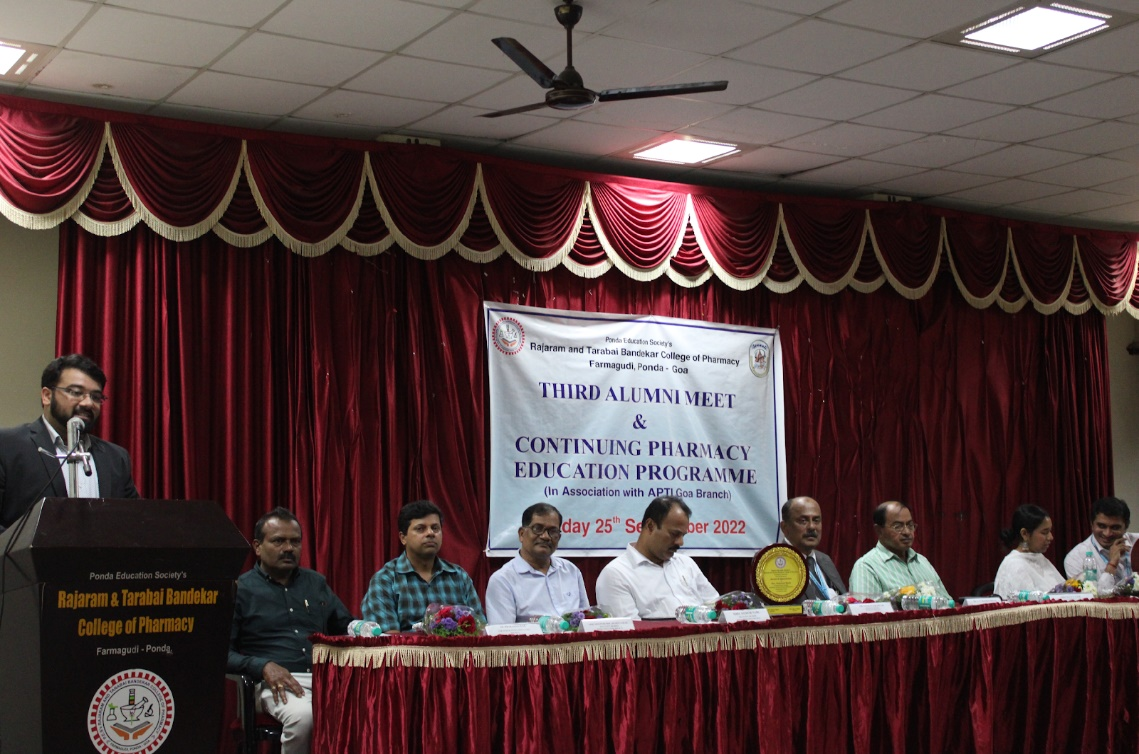 Ponda Education Society's
Rajaram and Tarabai Bandekar College of Pharmacy
Farmagudi, Ponda - Goa
THIRD ALUMNI MEET
&
CONTINUING PHARMACY
EDUCATION PROGRAMME
(In Association with APTI Goa Branch)
25th 2022
Ponda Education Society's
Rajaram & Tarabai Bandekar
College of Pharmacy
Farmagudi - Ponda.